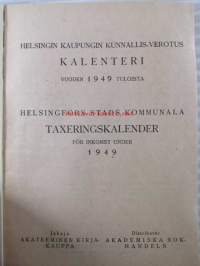 HELSINGIN KAUPUNGIN KUNNALLIS-VEROTUS
KALENTERI
VUODEN 1949 TULOISTA
HELSINGFORS STADS KOMMUNALA
TAXERINGSKALENDER
FÖR INKOMST UNDER
1949
Jakaja
AKATEEMINEN KIRJA-
KAUPPA
Distributör
AKADEMISKA BOK-
HANDELN